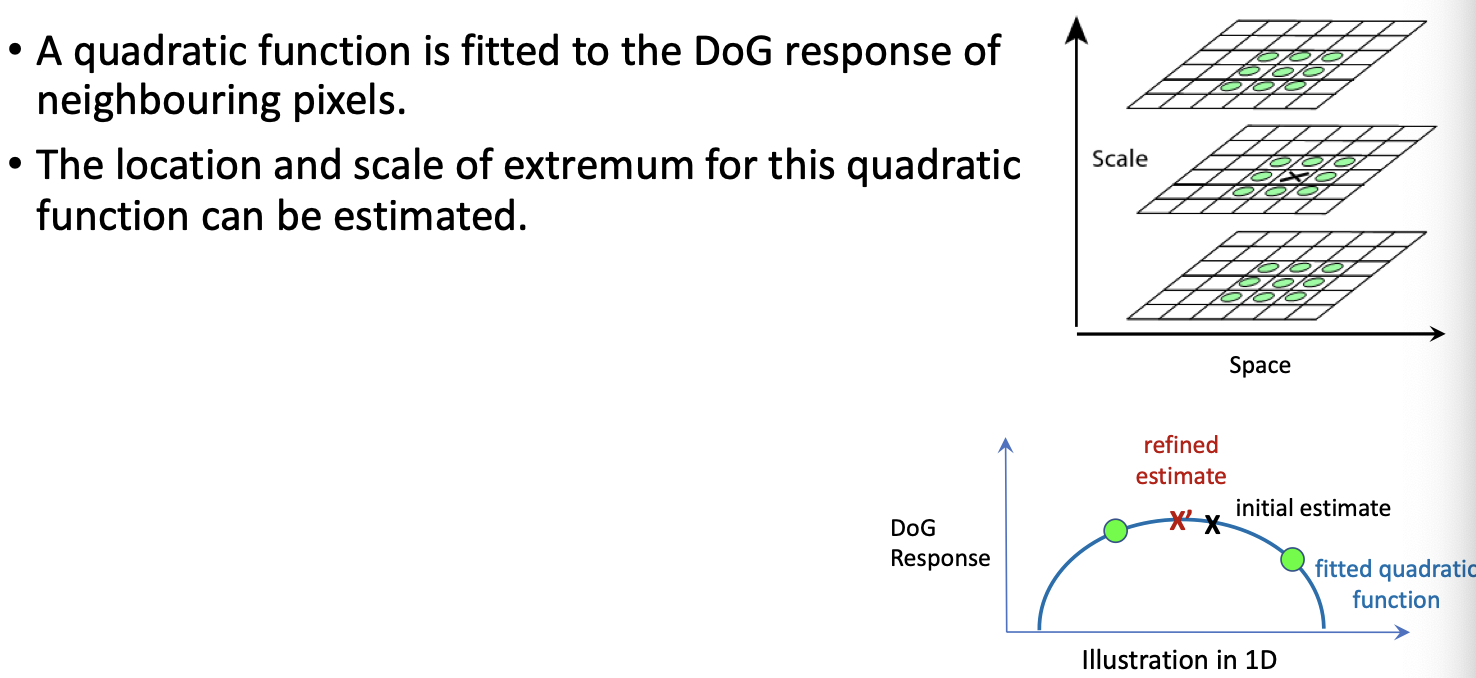 • A quadratic function is fitted to the DoG response of
neighbouring pixels.
• The location and scale of extremum for this quadratic
function can be estimated.
Scale
Space
refined
estimate
X'
X
initial estimate
DoG
Response
fitted quadratic
function
Illustration in 1D